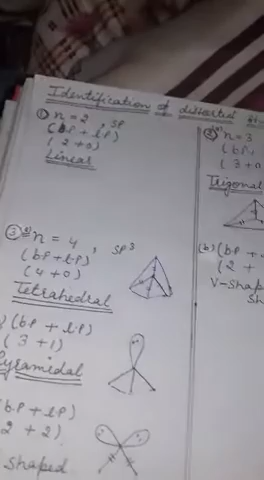 Identification of different
① n = 2 , SP
(bP + lP)
(2 + 0)
Linear
③ n = 4 , SP³
(bP + lP)
(4 + 0)
Tetrahedral
(bP + lP)
(3 + 1)
Pyramidal
(bP + lP)
2 + 2)
Shaped
② n = 3
(bP,
(3 + 0
Trigonal
(b) (bP +
(2 +
V-Shape
Sh